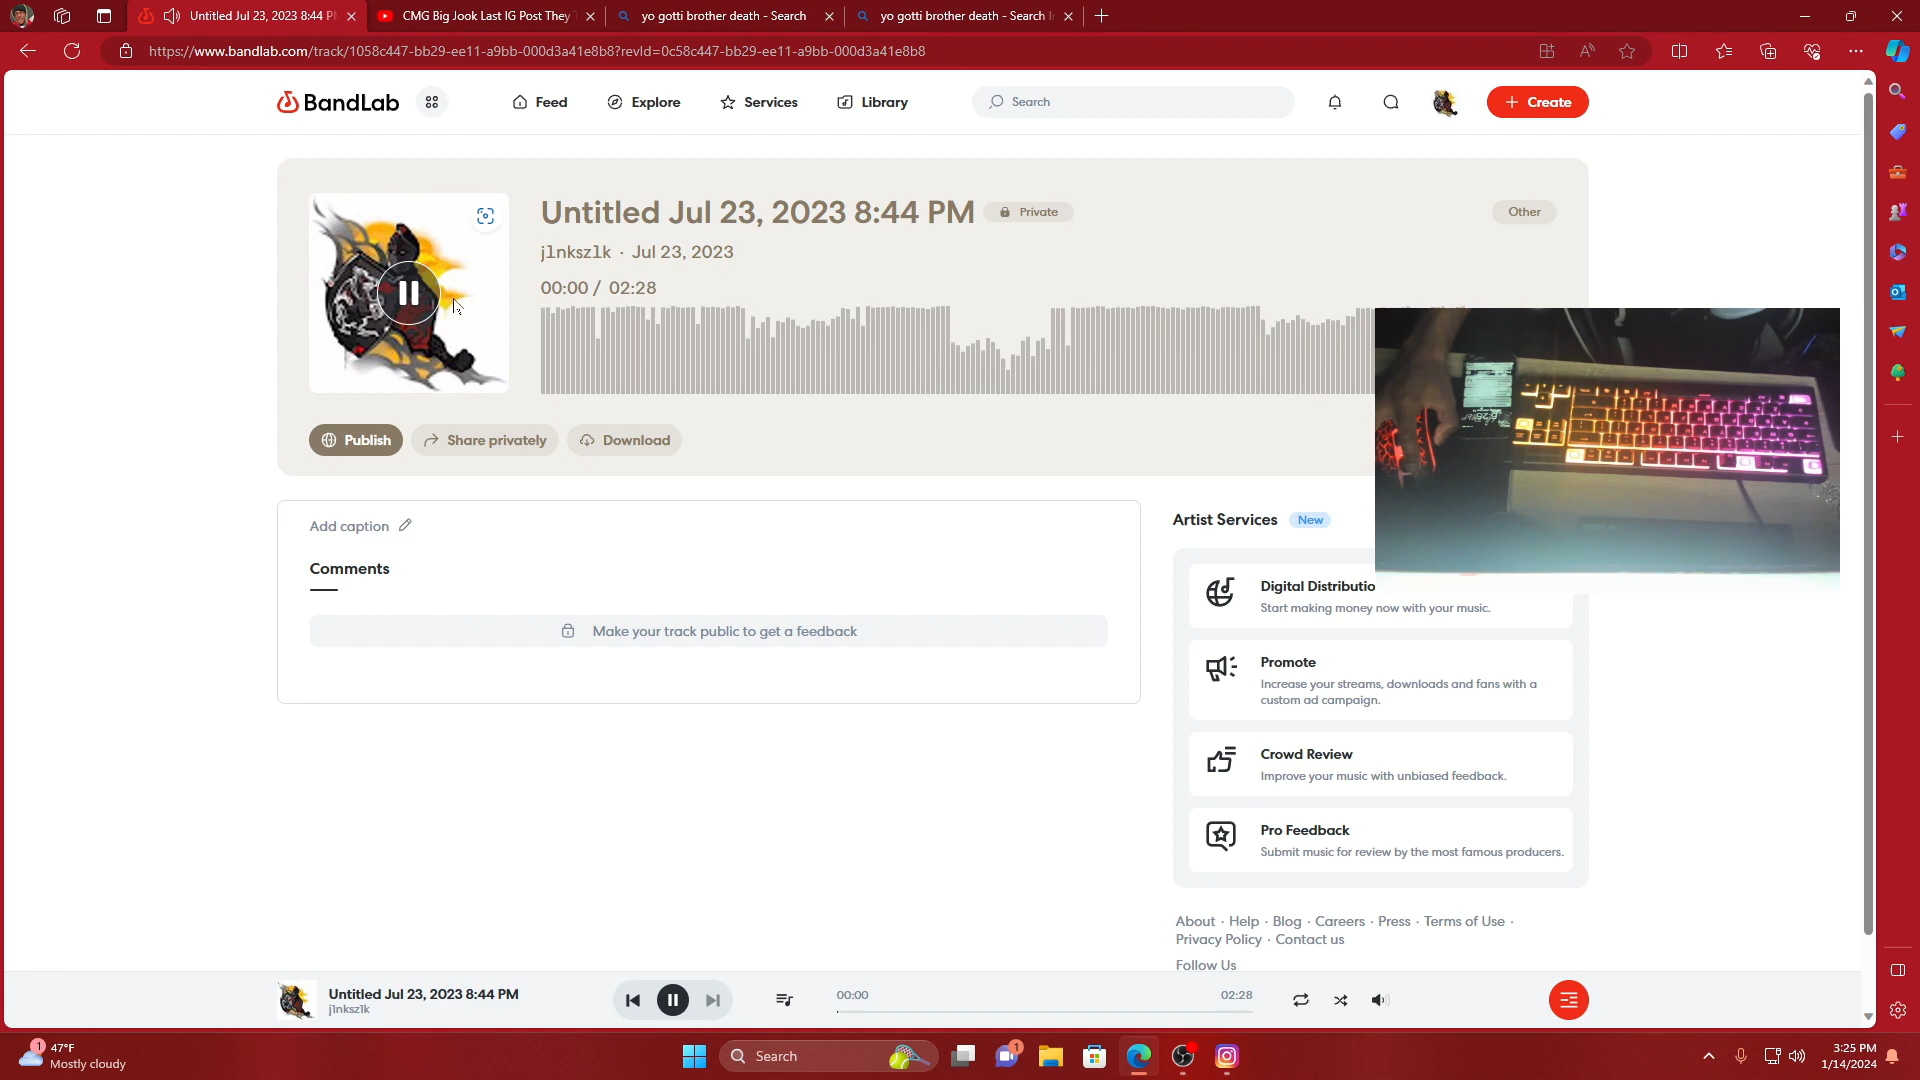 Untitled Jul 23, 2023 8:44 P
CMG Big Jook Last IG Post They
yo gotti brother death - Search
yo gotti brother death - Search I
https://www.bandlab.com/track/1058c447-bb29-ee11-a9bb-000d3a41e8b8?revId=0c58c447-bb29-ee11-a9bb-000d3a41e8b8
BandLab
Feed
Explore
Services
Library
Search
Create
Untitled Jul 23, 2023 8:44 PM
Private
Other
j1nksz1k · Jul 23, 2023
00:00 / 02:28
Publish
Share privately
Download
Add caption
Comments
Make your track public to get a feedback
Artist Services New
Digital Distributio
Start making money now with your music.
Promote
Increase your streams, downloads and fans with a
custom ad campaign.
Crowd Review
Improve your music with unbiased feedback.
Pro Feedback
Submit music for review by the most famous producers.
About · Help · Blog · Careers · Press · Terms of Use ·
Privacy Policy · Contact us
Follow Us
Untitled Jul 23, 2023 8:44 PM
j1nksz1k
00:00
02:28
1
47°F
Mostly cloudy
Search
1
3:25 PM
1/14/2024